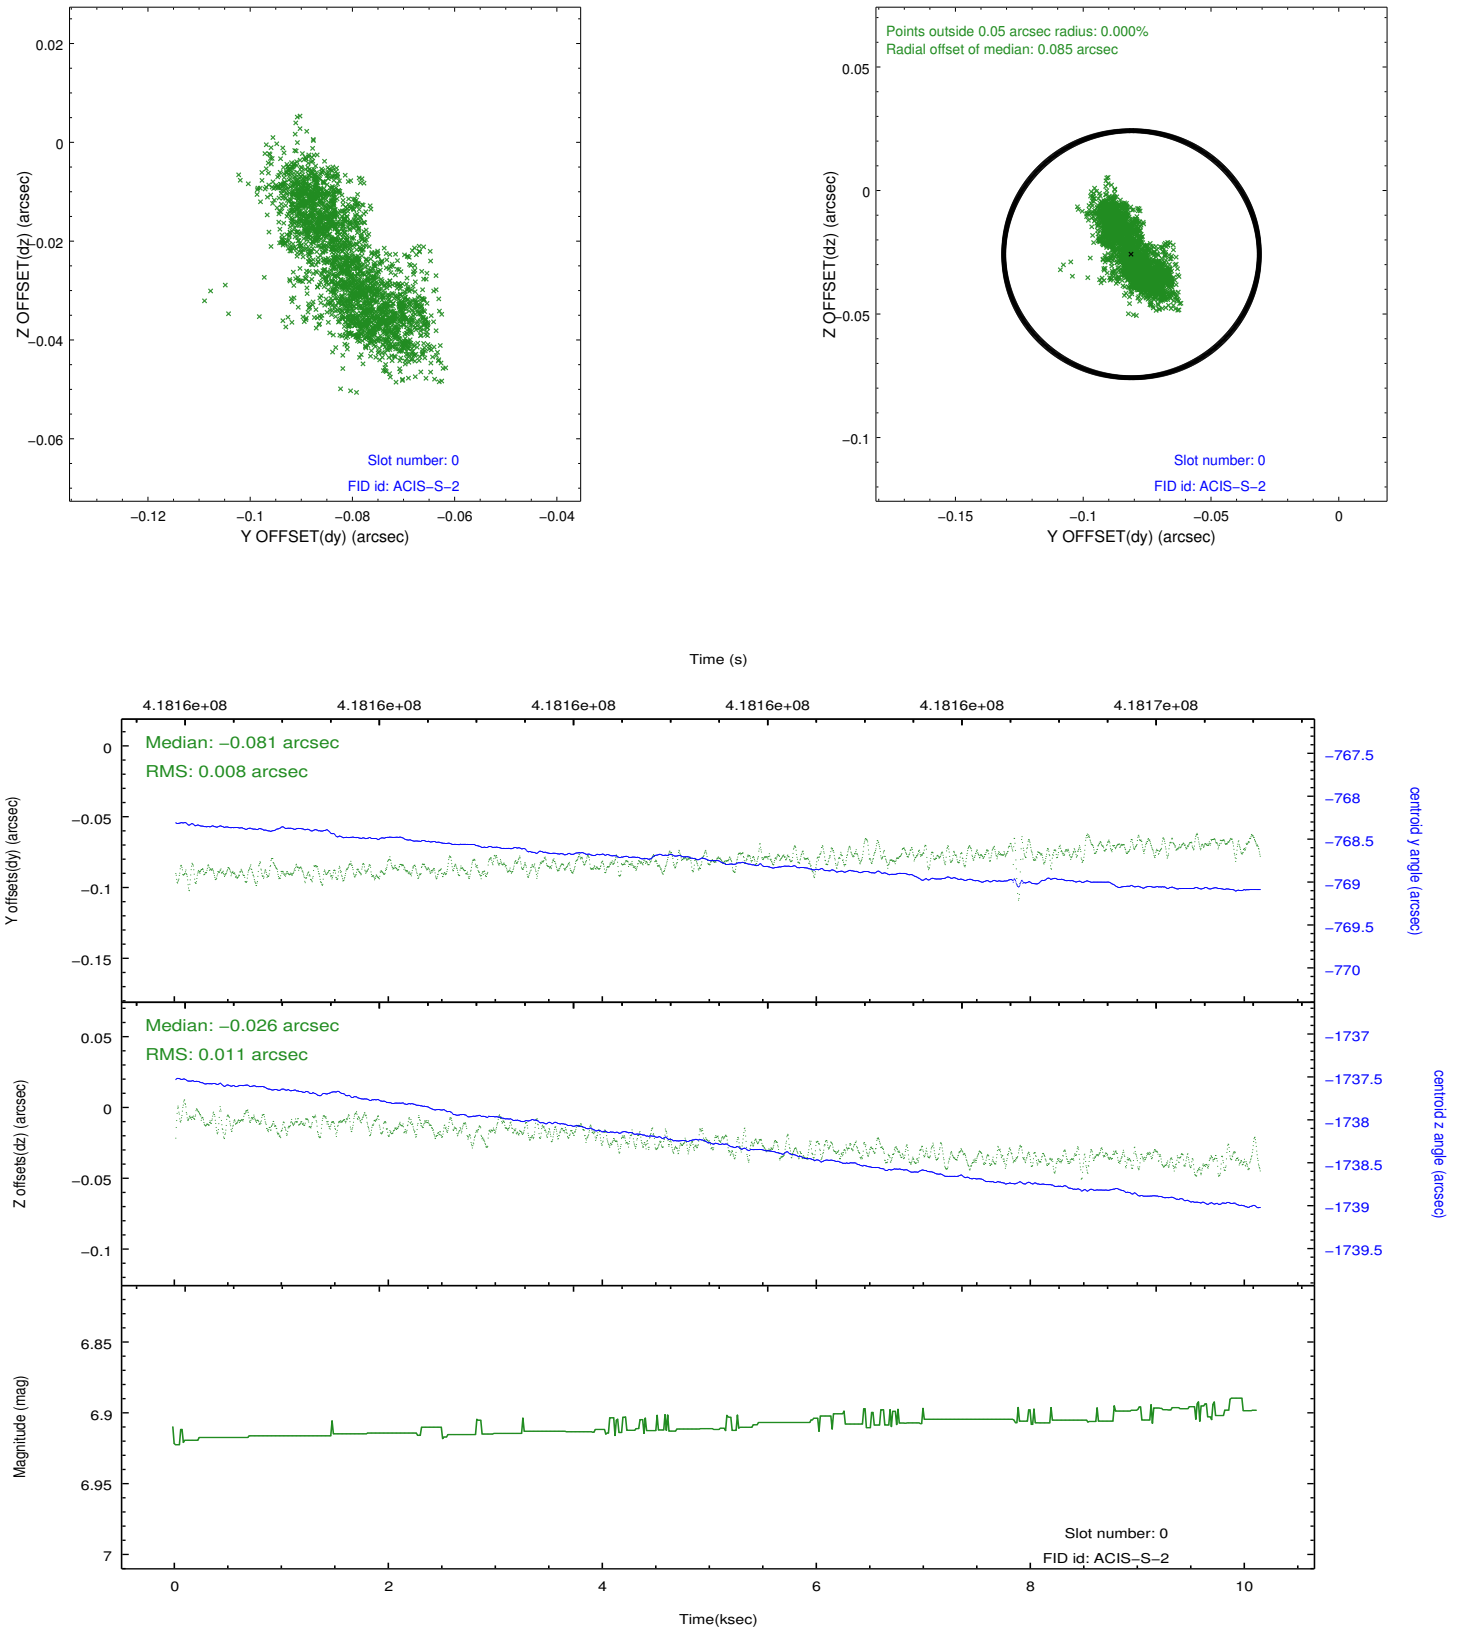 0.02
0
−0.02
−0.04
−0.06
Z OFFSET(dz) (arcsec)
−0.12
−0.1
−0.08
−0.06
−0.04
Y OFFSET(dy) (arcsec)
Slot number: 0
FID id: ACIS−S−2
Points outside 0.05 arcsec radius: 0.000%
Radial offset of median: 0.085 arcsec
0.05
0
−0.05
−0.1
Z OFFSET(dz) (arcsec)
Slot number: 0
FID id: ACIS−S−2
−0.15
−0.1
−0.05
0
Y OFFSET(dy) (arcsec)
Time (s)
4.1816e+08
4.1816e+08
4.1816e+08
4.1816e+08
4.1816e+08
4.1817e+08
Median: −0.081 arcsec
RMS: 0.008 arcsec
0
−0.05
−0.1
−0.15
Y offsets(dy) (arcsec)
−767.5
−768
−768.5
−769
−769.5
−770
centroid y angle (arcsec)
Median: −0.026 arcsec
RMS: 0.011 arcsec
0.05
0
−0.05
−0.1
Z offsets(dz) (arcsec)
−1737
−1737.5
−1738
−1738.5
−1739
−1739.5
centroid z angle (arcsec)
6.85
6.9
6.95
7
Magnitude (mag)
Slot number: 0
FID id: ACIS−S−2
0
2
4
6
8
10
Time(ksec)